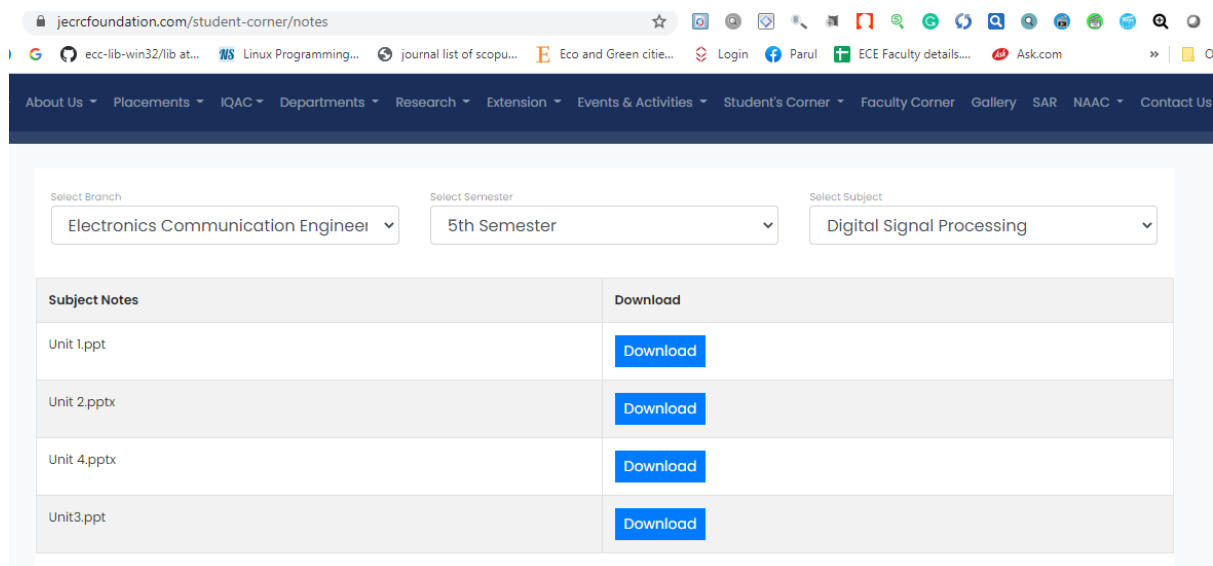 jecrcfoundation.com/student-corner/notes
ecc-lib-win32/lib at... NS Linux Programming... journal list of scopu... E Eco and Green citie... Login Parul ECE Faculty details.... Ask Ask.com »
About Us Placements IQAC Departments Research Extension Events & Activities Student's Corner Faculty Corner Gallery SAR NAAC Contact Us
Select Branch Select Semester Select Subject
Electronics Communication Engineer 5th Semester Digital Signal Processing
Subject Notes Download
Unit 1.ppt Download
Unit 2.pptx Download
Unit 4.pptx Download
Unit3.ppt Download